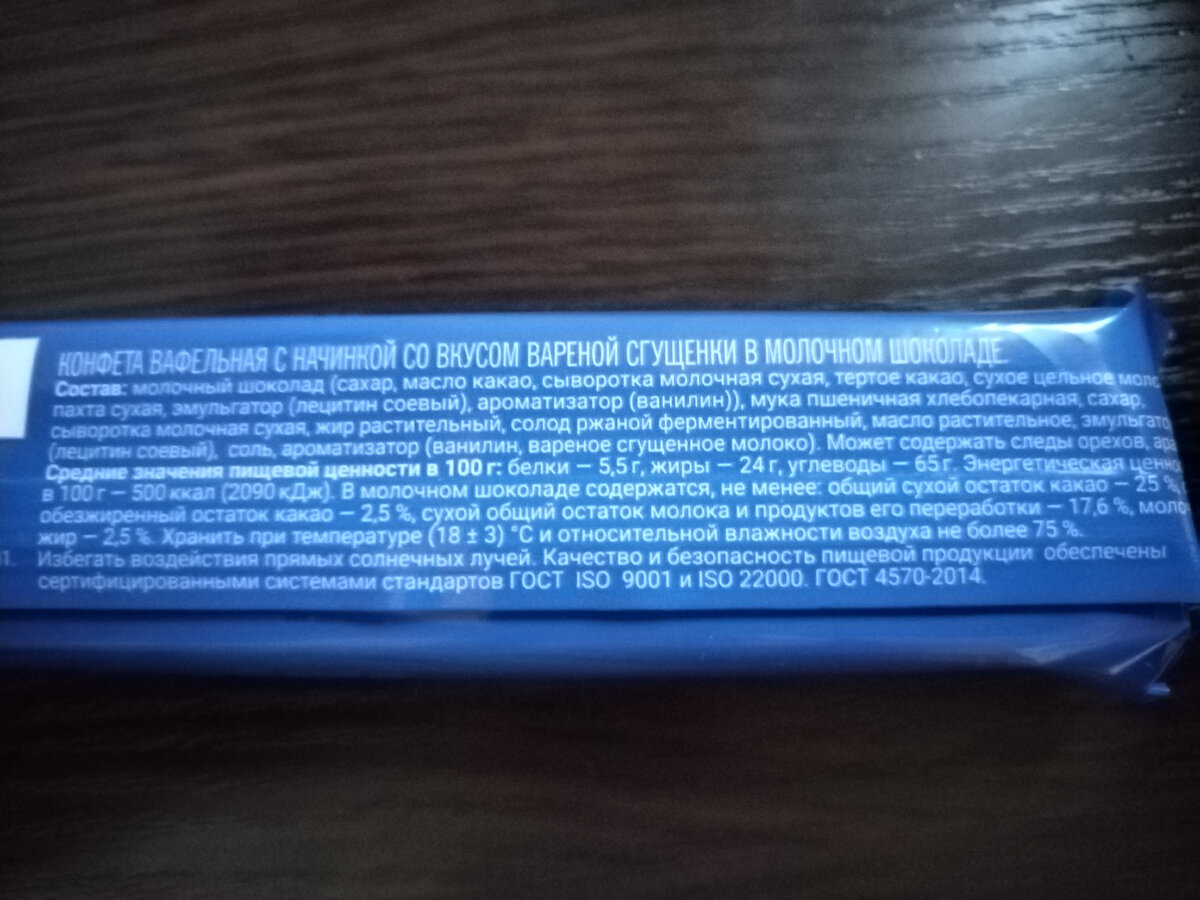 КОНФЕТА ВАФЕЛЬНАЯ С НАЧИНКОЙ СО ВКУСОМ ВАРЕНОЙ СГУЩЕНКИ В МОЛОЧНОМ ШОКОЛАДЕ.
Состав: молочный шоколад (сахар, масло какао, сыворотка молочная сухая, тертое какао, сухое цельное моло
пахта сухая, эмульгатор (лецитин соевый), ароматизатор (ванилин)), мука пшеничная хлебопекарная, сахар,
сыворотка молочная сухая, жир растительный, солод ржаной ферментированный, масло растительное, эмульгато
(лецитин соевый), соль, ароматизатор (ванилин, вареное сгущенное молоко). Может содержать следы орехов, ара
Средние значения пищевой ценности в 100 г: белки – 5,5 г, жиры – 24 г, углеводы – 65 г. Энергетическая ценно
в 100 г – 500 ккал (2090 кДж). В молочном шоколаде содержатся, не менее: общий сухой остаток какао – 25 %,
обезжиренный остаток какао – 2,5 %, сухой общий остаток молока и продуктов его переработки – 17,6 %, моло
жир – 2,5 %. Хранить при температуре (18 ± 3) °С и относительной влажности воздуха не более 75 %.
1. Избегать воздействия прямых солнечных лучей. Качество и безопасность пищевой продукции обеспечены
сертифицированными системами стандартов ГОСТ ISO 9001 и ISO 22000. ГОСТ 4570-2014.